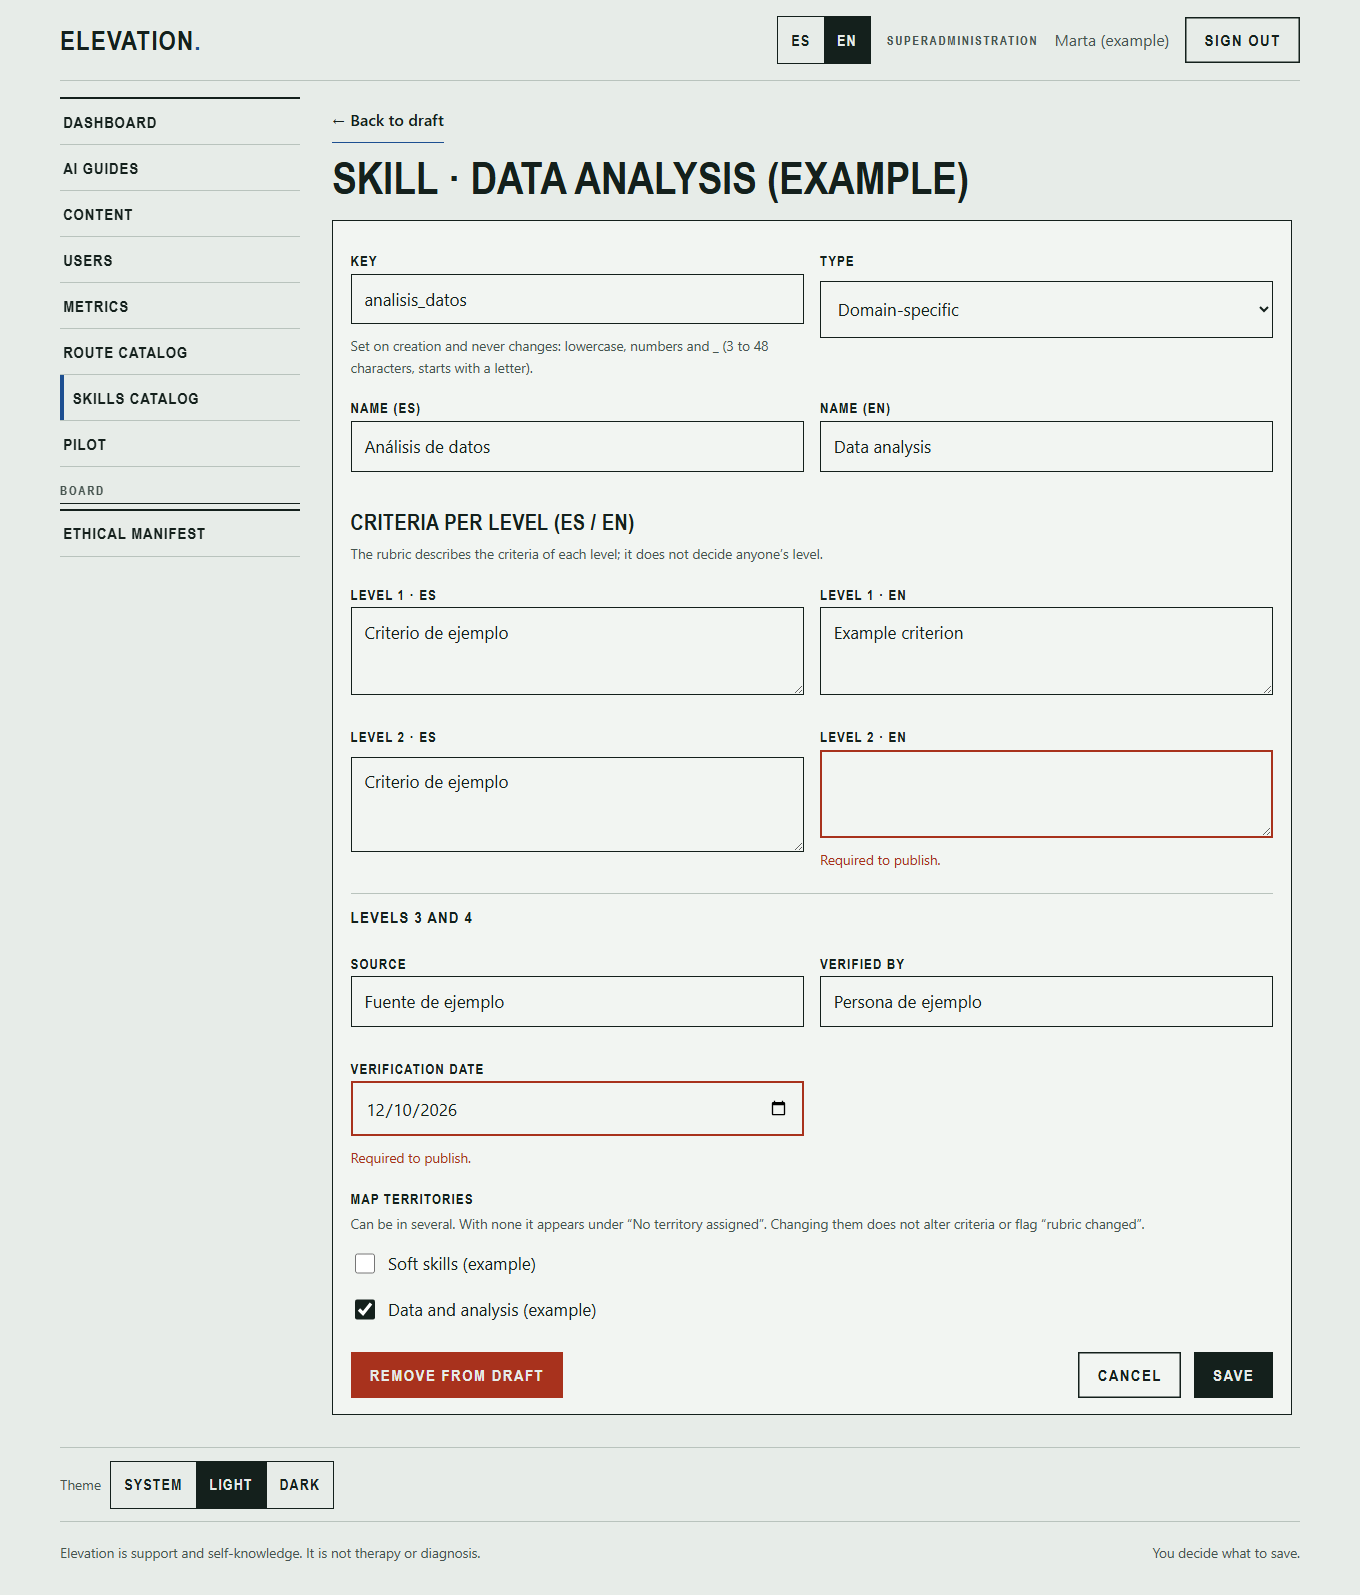 ELEVATION.
ES EN SUPERADMINISTRATION Marta (example) SIGN OUT
DASHBOARD
AI GUIDES
CONTENT
USERS
METRICS
ROUTE CATALOG
SKILLS CATALOG
PILOT
BOARD
ETHICAL MANIFEST
← Back to draft
SKILL · DATA ANALYSIS (EXAMPLE)
KEY
analisis_datos
Set on creation and never changes: lowercase, numbers and _ (3 to 48
characters, starts with a letter).
TYPE
Domain-specific
NAME (ES)
Análisis de datos
NAME (EN)
Data analysis
CRITERIA PER LEVEL (ES / EN)
The rubric describes the criteria of each level; it does not decide anyone’s level.
LEVEL 1 · ES
Criterio de ejemplo
LEVEL 1 · EN
Example criterion
LEVEL 2 · ES
Criterio de ejemplo
LEVEL 2 · EN
Required to publish.
LEVELS 3 AND 4
SOURCE
Fuente de ejemplo
VERIFIED BY
Persona de ejemplo
VERIFICATION DATE
12/10/2026
Required to publish.
MAP TERRITORIES
Can be in several. With none it appears under “No territory assigned”. Changing them does not alter criteria or flag “rubric changed”.
Soft skills (example)
Data and analysis (example)
REMOVE FROM DRAFT CANCEL SAVE
Theme SYSTEM LIGHT DARK
Elevation is support and self-knowledge. It is not therapy or diagnosis.
You decide what to save.